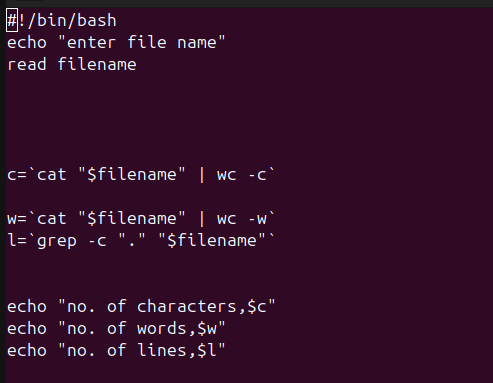 #!/bin/bash
echo "enter file name"
read filename
c=`cat "$filename" | wc -c`
w=`cat "$filename" | wc -w`
l=`grep -c "." "$filename"`
echo "no. of characters,$c"
echo "no. of words,$w"
echo "no. of lines,$l"